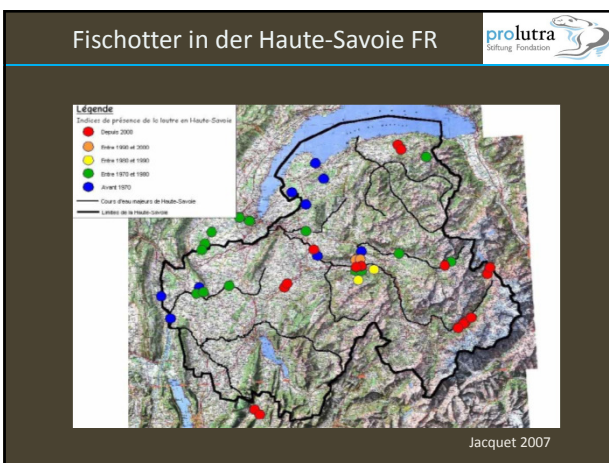 Fischotter in der Haute-Savoie FR
prolutra
Stiftung Fondation
Légende
Indices de présence de la loutre en Haute-Savoie
Depuis 2000
Entre 1990 et 2000
Entre 1980 et 1990
Entre 1970 et 1980
Avant 1970
Cours d'eau majeurs de Haute-Savoie
Limites de la Haute-Savoie
Jacquet 2007